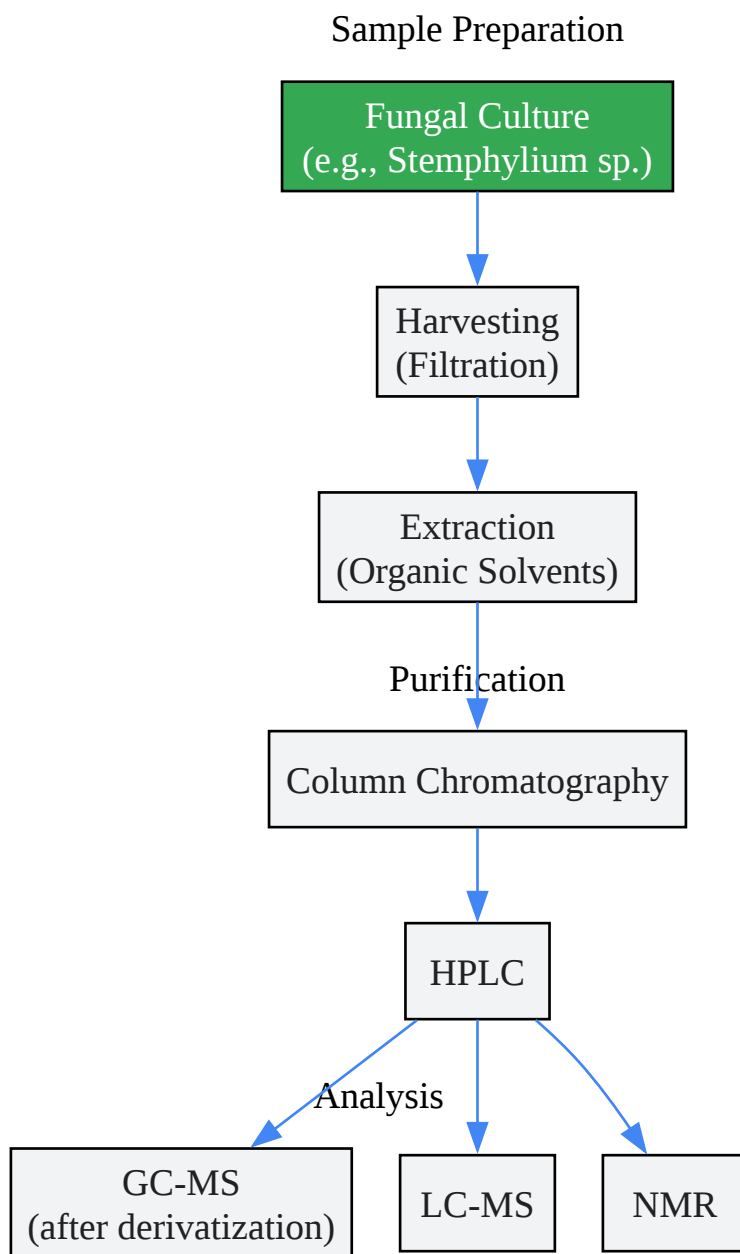 Sample Preparation
Fungal Culture
(e.g., Stemphylium sp.)
Harvesting
(Filtration)
Extraction
(Organic Solvents)
Purification
Column Chromatography
HPLC
Analysis
GC-MS
(after derivatization)
LC-MS
NMR